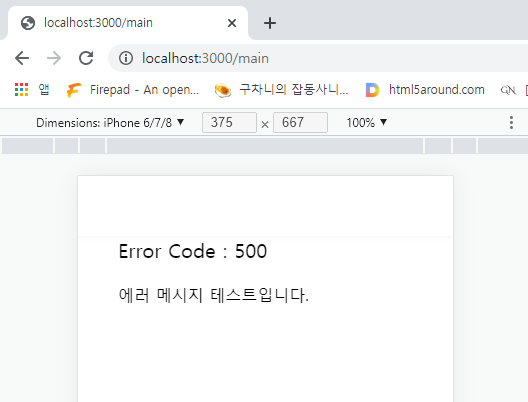 localhost:3000/main
localhost:3000/main
앱 Firepad - An open... 구차니의 잡동사니... html5around.com
Dimensions: iPhone 6/7/8 ▼ 375 × 667 100% ▼
Error Code : 500
에러 메시지 테스트입니다.